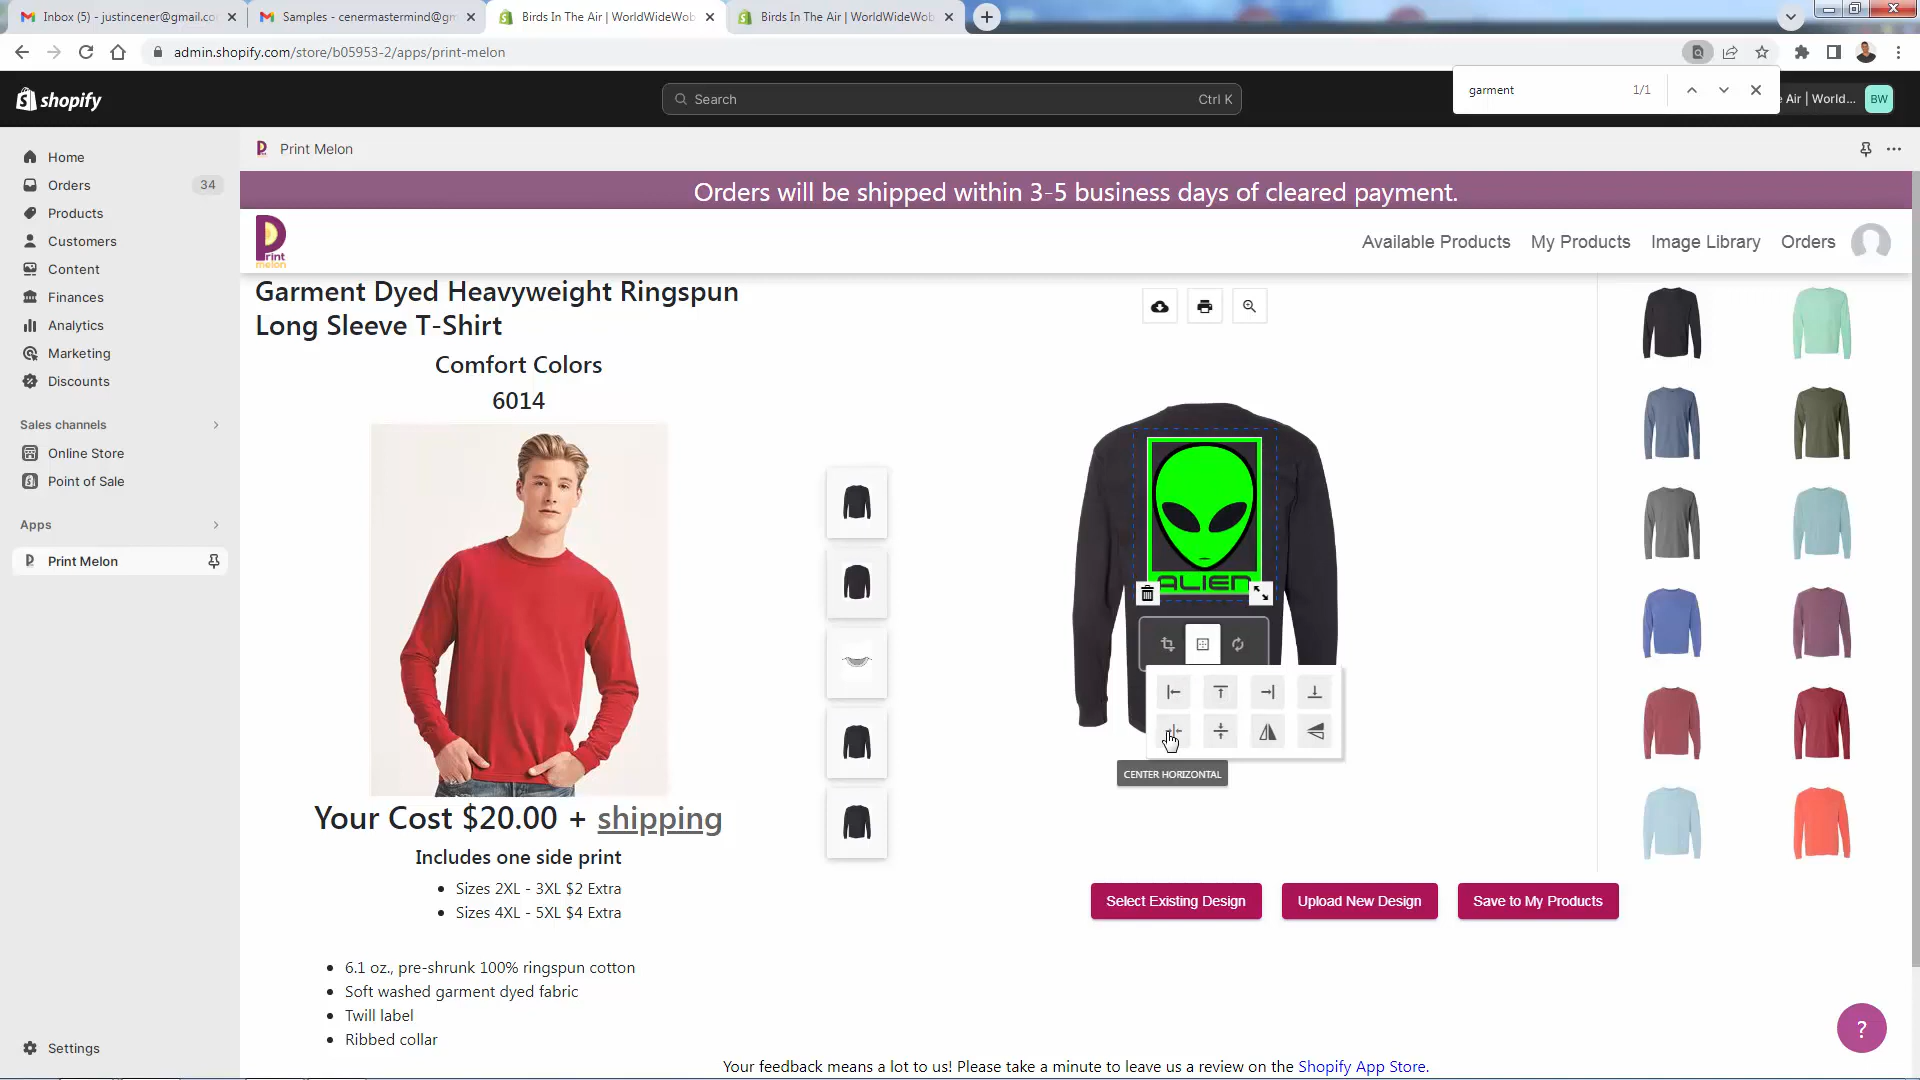 Inbox (5) - justincener@gmail.co
Samples - cenermastermind@gm
Birds In The Air | WorldWideWob
Birds In The Air | WorldWideWob
admin.shopify.com/store/b05953-2/apps/print-melon
garment
1/1
shopify
Search
Ctrl K
e Air | World...
BW
Home
Orders
34
Products
Customers
Content
Finances
Analytics
Marketing
Discounts
Sales channels
Online Store
Point of Sale
Apps
Print Melon
Settings
Print Melon
Orders will be shipped within 3-5 business days of cleared payment.
Print
melon
Available Products
My Products
Image Library
Orders
Garment Dyed Heavyweight Ringspun
Long Sleeve T-Shirt
Comfort Colors
6014
Your Cost $20.00 + shipping
Includes one side print
Sizes 2XL - 3XL $2 Extra
Sizes 4XL - 5XL $4 Extra
6.1 oz., pre-shrunk 100% ringspun cotton
Soft washed garment dyed fabric
Twill label
Ribbed collar
ALIEN
CENTER HORIZONTAL
Select Existing Design
Upload New Design
Save to My Products
?
Your feedback means a lot to us! Please take a minute to leave us a review on the Shopify App Store.